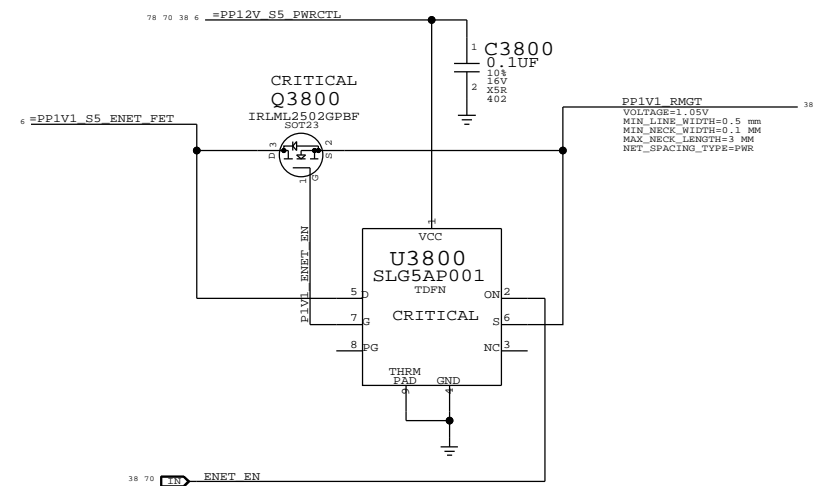 78 70 38 6 =PP12V_S5_PWRCTL
1 C3800
0.1UF
10%
16V
X5R
402
2
CRITICAL
Q3800
IRLML2502GPBF
SOT23
6 =PP1V1_S5_ENET_FET
D 3
S 2
1 G
PP1V1_RMGT 38
VOLTAGE=1.05V
MIN_LINE_WIDTH=0.5 mm
MIN_NECK_WIDTH=0.1 MM
MAX_NECK_LENGTH=3 MM
NET_SPACING_TYPE=PWR
P1V1_ENET_EN
1
VCC
U3800
SLG5AP001
TDFN
CRITICAL
5 D
ON 2
7 G
S 6
8 PG
NC 3
THRM
PAD
GND
9
4
38 70 IN ENET_EN